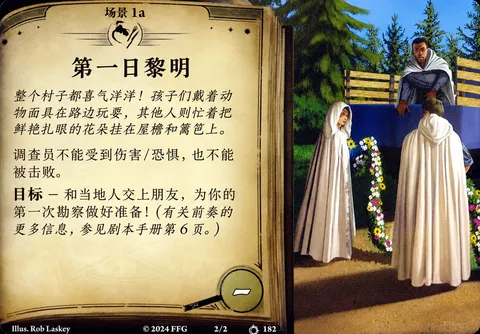 场景 1a
第一日黎明
整个村子都喜气洋洋！孩子们戴着动
物面具在路边玩耍，其他人则忙着把
鲜艳扎眼的花朵挂在屋檐和篱笆上。
调查员不能受到伤害/恐惧，也不能
被击败。
目标 – 和当地人交上朋友，为你的
第一次勘察做好准备！（有关前奏的
更多信息，参见剧本手册第 6 页。）
–
Illus. Rob Laskey
© 2024 FFG
2/2
182